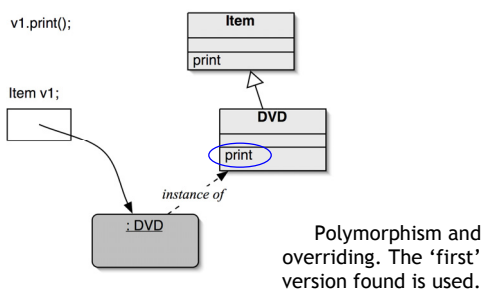 v1.print();
Item
print
Item v1;
DVD
print
instance of
: DVD
Polymorphism and
overriding. The ‘first’
version found is used.